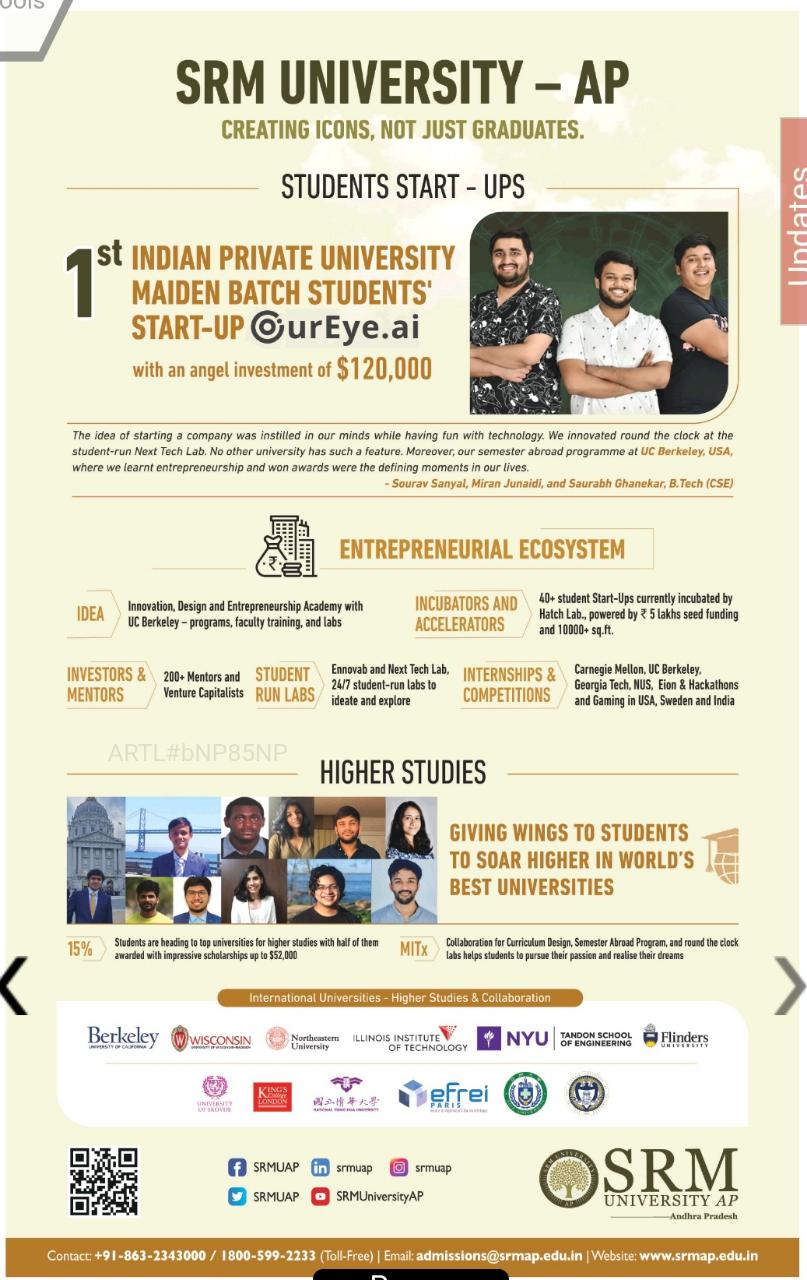 ools
SRM UNIVERSITY – AP
CREATING ICONS, NOT JUST GRADUATES.
Updates
STUDENTS START - UPS
1st INDIAN PRIVATE UNIVERSITY
MAIDEN BATCH STUDENTS'
START-UP OurEye.ai
with an angel investment of $120,000
The idea of starting a company was instilled in our minds while having fun with technology. We innovated round the clock at the
student-run Next Tech Lab. No other university has such a feature. Moreover, our semester abroad programme at UC Berkeley, USA,
where we learnt entrepreneurship and won awards were the defining moments in our lives.
- Sourav Sanyal, Miran Junaidi, and Saurabh Ghanekar, B.Tech (CSE)
₹
ENTREPRENEURIAL ECOSYSTEM
IDEA
Innovation, Design and Entrepreneurship Academy with
UC Berkeley – programs, faculty training, and labs
INCUBATORS AND
ACCELERATORS
40+ student Start-Ups currently incubated by
Hatch Lab., powered by ₹ 5 lakhs seed funding
and 10000+ sq.ft.
INVESTORS &
MENTORS
200+ Mentors and
Venture Capitalists
STUDENT
RUN LABS
Ennovab and Next Tech Lab,
24/7 student-run labs to
ideate and explore
INTERNSHIPS &
COMPETITIONS
Carnegie Mellon, UC Berkeley,
Georgia Tech, NUS, Eion & Hackathons
and Gaming in USA, Sweden and India
ARTL#bNP85NP
HIGHER STUDIES
GIVING WINGS TO STUDENTS
TO SOAR HIGHER IN WORLD'S
BEST UNIVERSITIES
15%
Students are heading to top universities for higher studies with half of them
awarded with impressive scholarships up to $52,000
MITx
Collaboration for Curriculum Design, Semester Abroad Program, and round the clock
labs helps students to pursue their passion and realise their dreams
International Universities - Higher Studies & Collaboration
Berkeley
UNIVERSITY OF CALIFORNIA
WISCONSIN
UNIVERSITY OF WISCONSIN-MADISON
Northeastern
University
ILLINOIS INSTITUTE
OF TECHNOLOGY
NYU
TANDON SCHOOL
OF ENGINEERING
Flinders
UNIVERSITY
UNIVERSITY
OF SKÖVDE
KING'S
College
LONDON
國立清華大學
NATIONAL TSING HUA UNIVERSITY
efrei
PARIS
SRMUAP
srmuap
srmuap
SRMUAP
SRMUniversityAP
SRM
UNIVERSITY AP
Andhra Pradesh
Contact: +91-863-2343000 / 1800-599-2233 (Toll-Free) | Email: admissions@srmap.edu.in | Website: www.srmap.edu.in